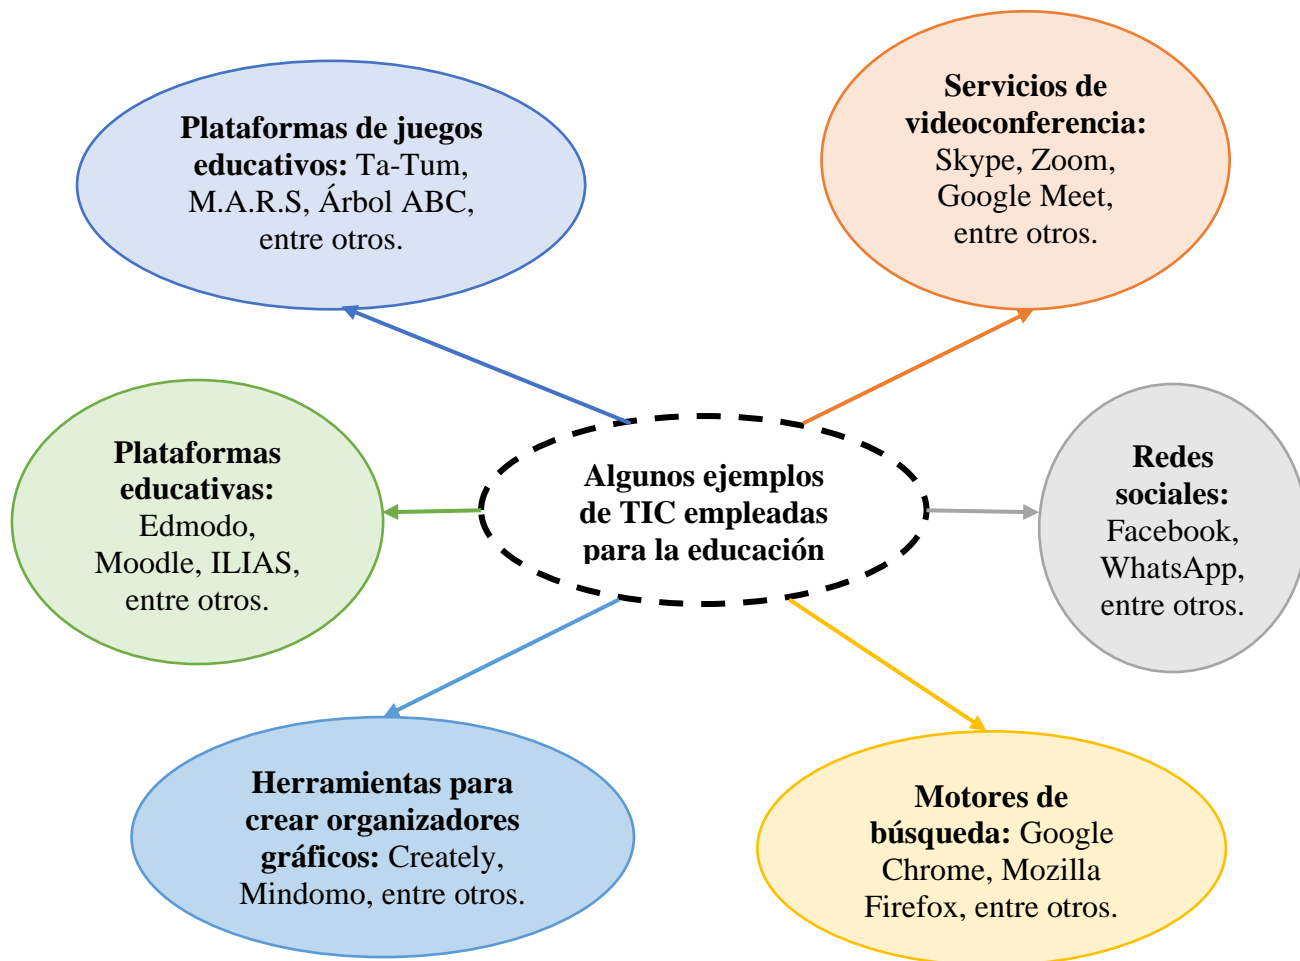 Plataformas de juegos
educativos: Ta-Tum,
M.A.R.S, Árbol ABC,
entre otros.
Servicios de
videoconferencia:
Skype, Zoom,
Google Meet,
entre otros.
Plataformas
educativas:
Edmodo,
Moodle, ILIAS,
entre otros.
Algunos ejemplos
de TIC empleadas
para la educación
Redes
sociales:
Facebook,
WhatsApp,
entre otros.
Herramientas para
crear organizadores
gráficos: Creately,
Mindomo, entre otros.
Motores de
búsqueda: Google
Chrome, Mozilla
Firefox, entre otros.